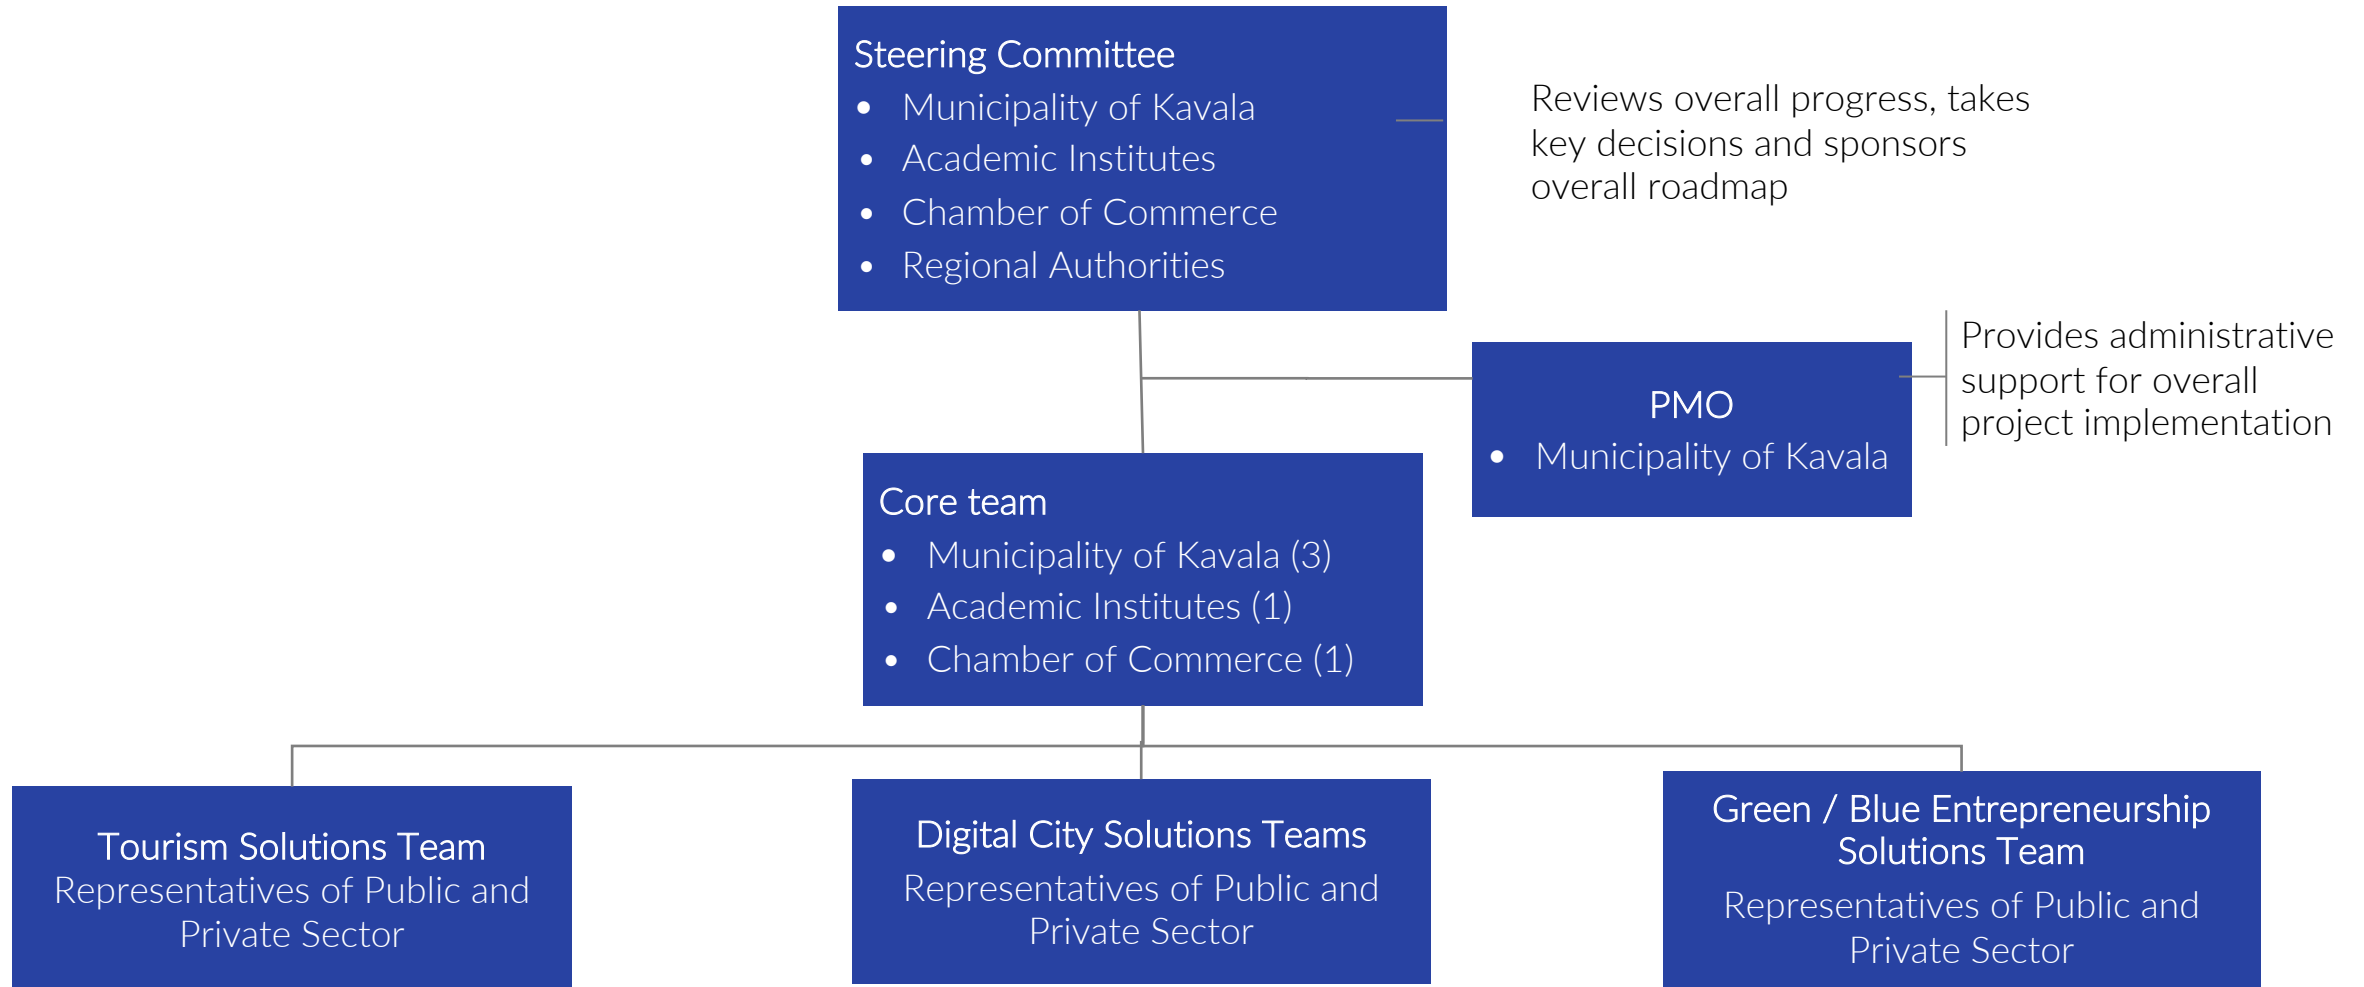 Steering Committee
• Municipality of Kavala
• Academic Institutes
• Chamber of Commerce
• Regional Authorities
Reviews overall progress, takes
key decisions and sponsors
overall roadmap
PMO
• Municipality of Kavala
Provides administrative
support for overall
project implementation
Core team
• Municipality of Kavala (3)
• Academic Institutes (1)
• Chamber of Commerce (1)
Tourism Solutions Team
Representatives of Public and
Private Sector
Digital City Solutions Teams
Representatives of Public and
Private Sector
Green / Blue Entrepreneurship
Solutions Team
Representatives of Public and
Private Sector